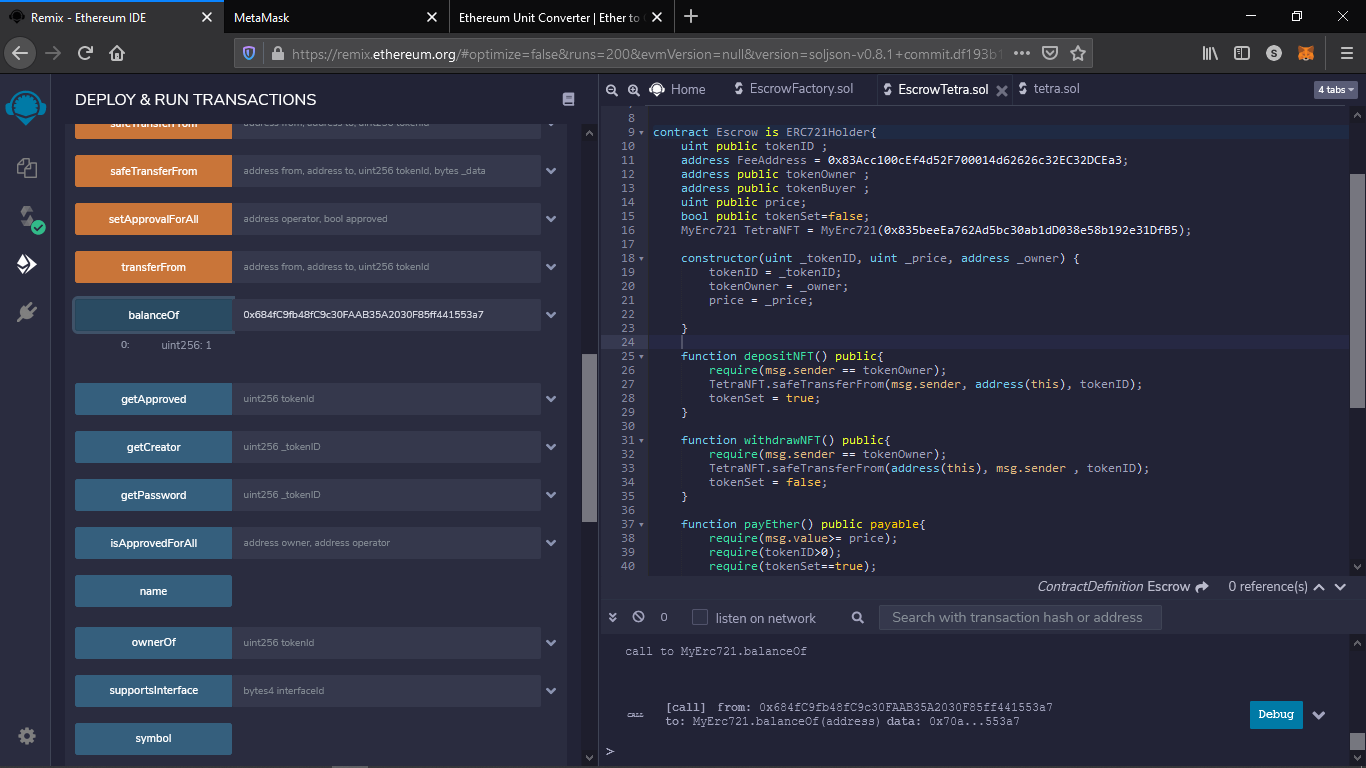 Remix - Ethereum IDE
MetaMask
Ethereum Unit Converter | Ether to
https://remix.ethereum.org/#optimize=false&runs=200&evmVersion=null&version=soljson-v0.8.1+commit.df193b1
S
DEPLOY & RUN TRANSACTIONS
safeTransferFrom address from, address to, uint256 tokenId
safeTransferFrom address from, address to, uint256 tokenId, bytes _data
setApprovalForAll address operator, bool approved
transferFrom address from, address to, uint256 tokenId
balanceOf 0x684fC9fb48fC9c30FAAB35A2030F85ff441553a7
0: uint256: 1
getApproved uint256 tokenId
getCreator uint256 _tokenID
getPassword uint256 _tokenID
isApprovedForAll address owner, address operator
name
ownerOf uint256 tokenId
supportsInterface bytes4 interfaceId
symbol
Home
EscrowFactory.sol
EscrowTetra.sol
tetra.sol
4 tabs
8
9 contract Escrow is ERC721Holder{
10 uint public tokenID ;
11 address FeeAddress = 0x83Acc100cEf4d52F700014d62626c32EC32DCEa3;
12 address public tokenOwner ;
13 address public tokenBuyer ;
14 uint public price;
15 bool public tokenSet=false;
16 MyErc721 TetraNFT = MyErc721(0x835beeEa762Ad5bc30ab1dD038e58b192e31DfB5);
17
18 constructor(uint _tokenID, uint _price, address _owner) {
19 tokenID = _tokenID;
20 tokenOwner = _owner;
21 price = _price;
22
23 }
24
25 function depositNFT() public{
26 require(msg.sender == tokenOwner);
27 TetraNFT.safeTransferFrom(msg.sender, address(this), tokenID);
28 tokenSet = true;
29 }
30
31 function withdrawNFT() public{
32 require(msg.sender == tokenOwner);
33 TetraNFT.safeTransferFrom(address(this), msg.sender , tokenID);
34 tokenSet = false;
35 }
36
37 function payEther() public payable{
38 require(msg.value>= price);
39 require(tokenID>0);
40 require(tokenSet==true);
ContractDefinition Escrow 0 reference(s)
0 listen on network Search with transaction hash or address
call to MyErc721.balanceOf
CALL [call] from: 0x684fC9fb48fC9c30FAAB35A2030F85ff441553a7
to: MyErc721.balanceOf(address) data: 0x70a...553a7
Debug
>